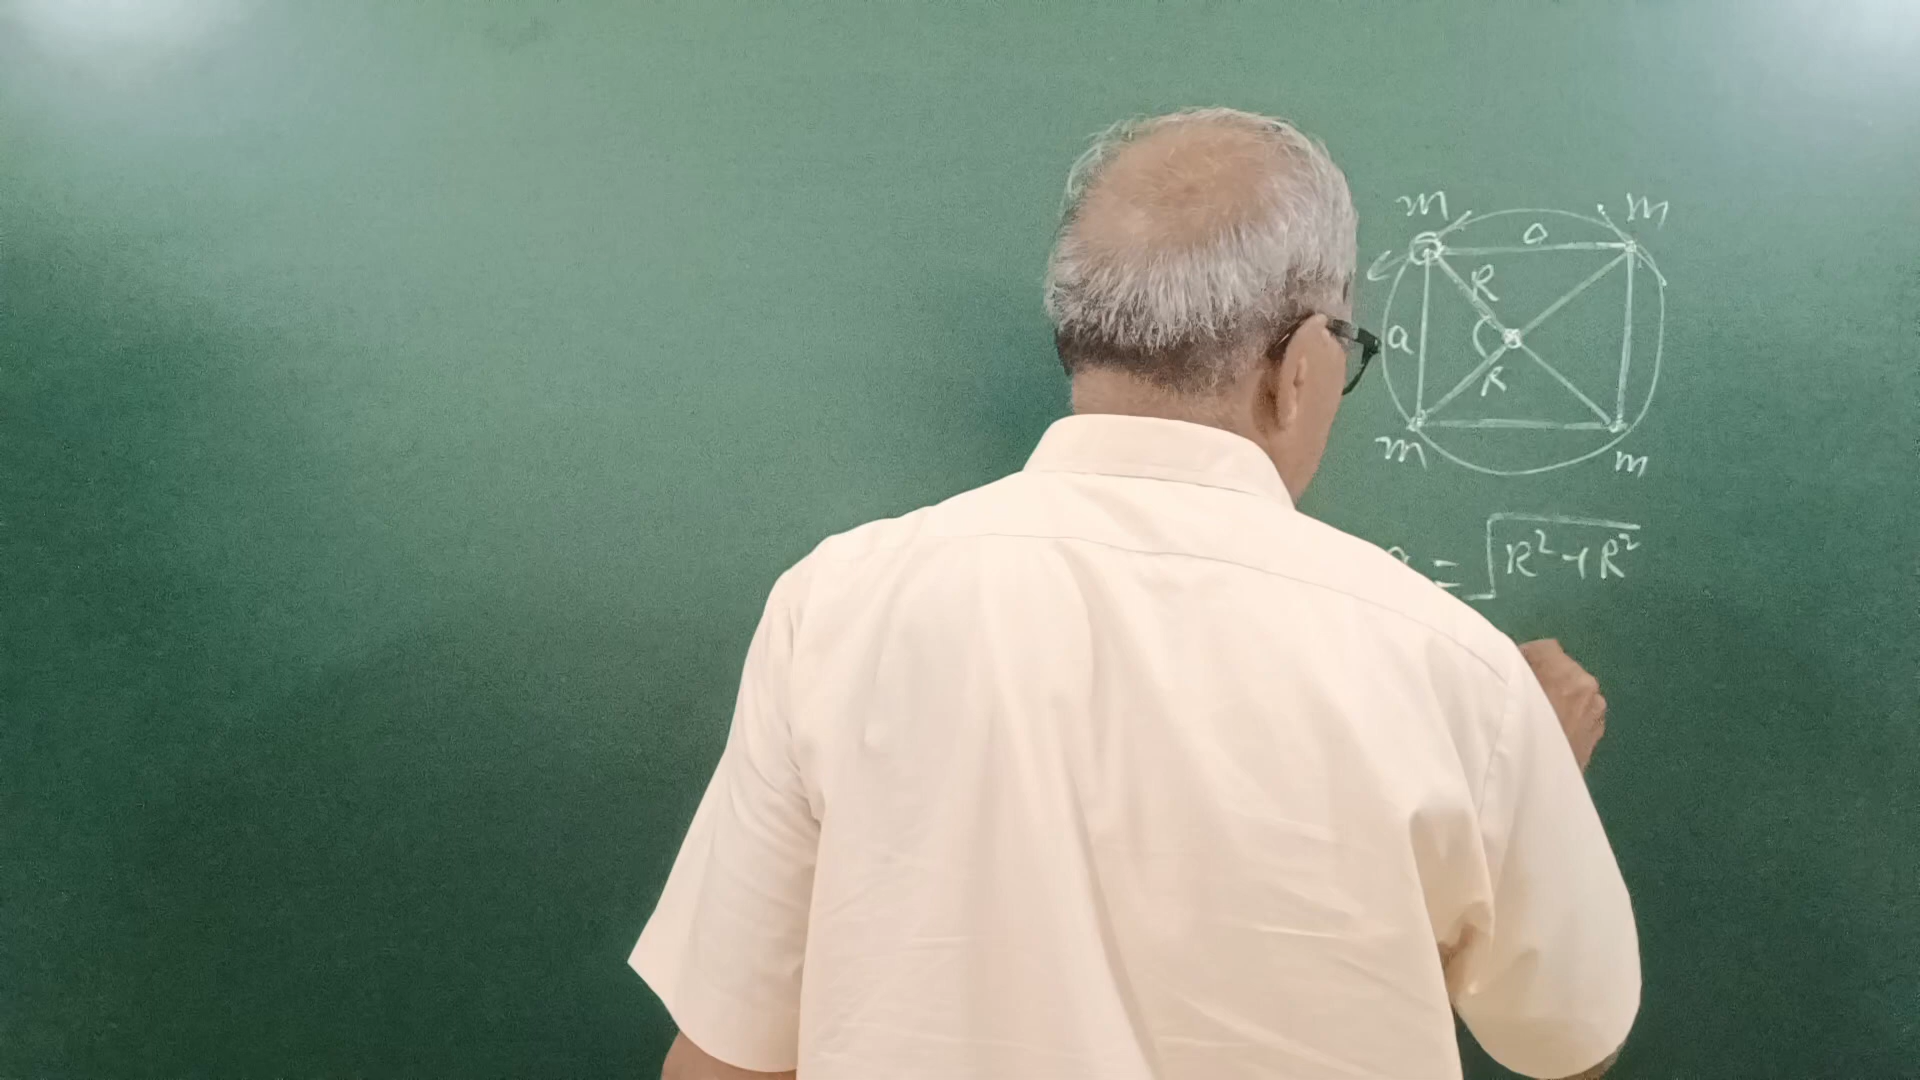 m m
a
R
a
R
m m
a = √R² + R²